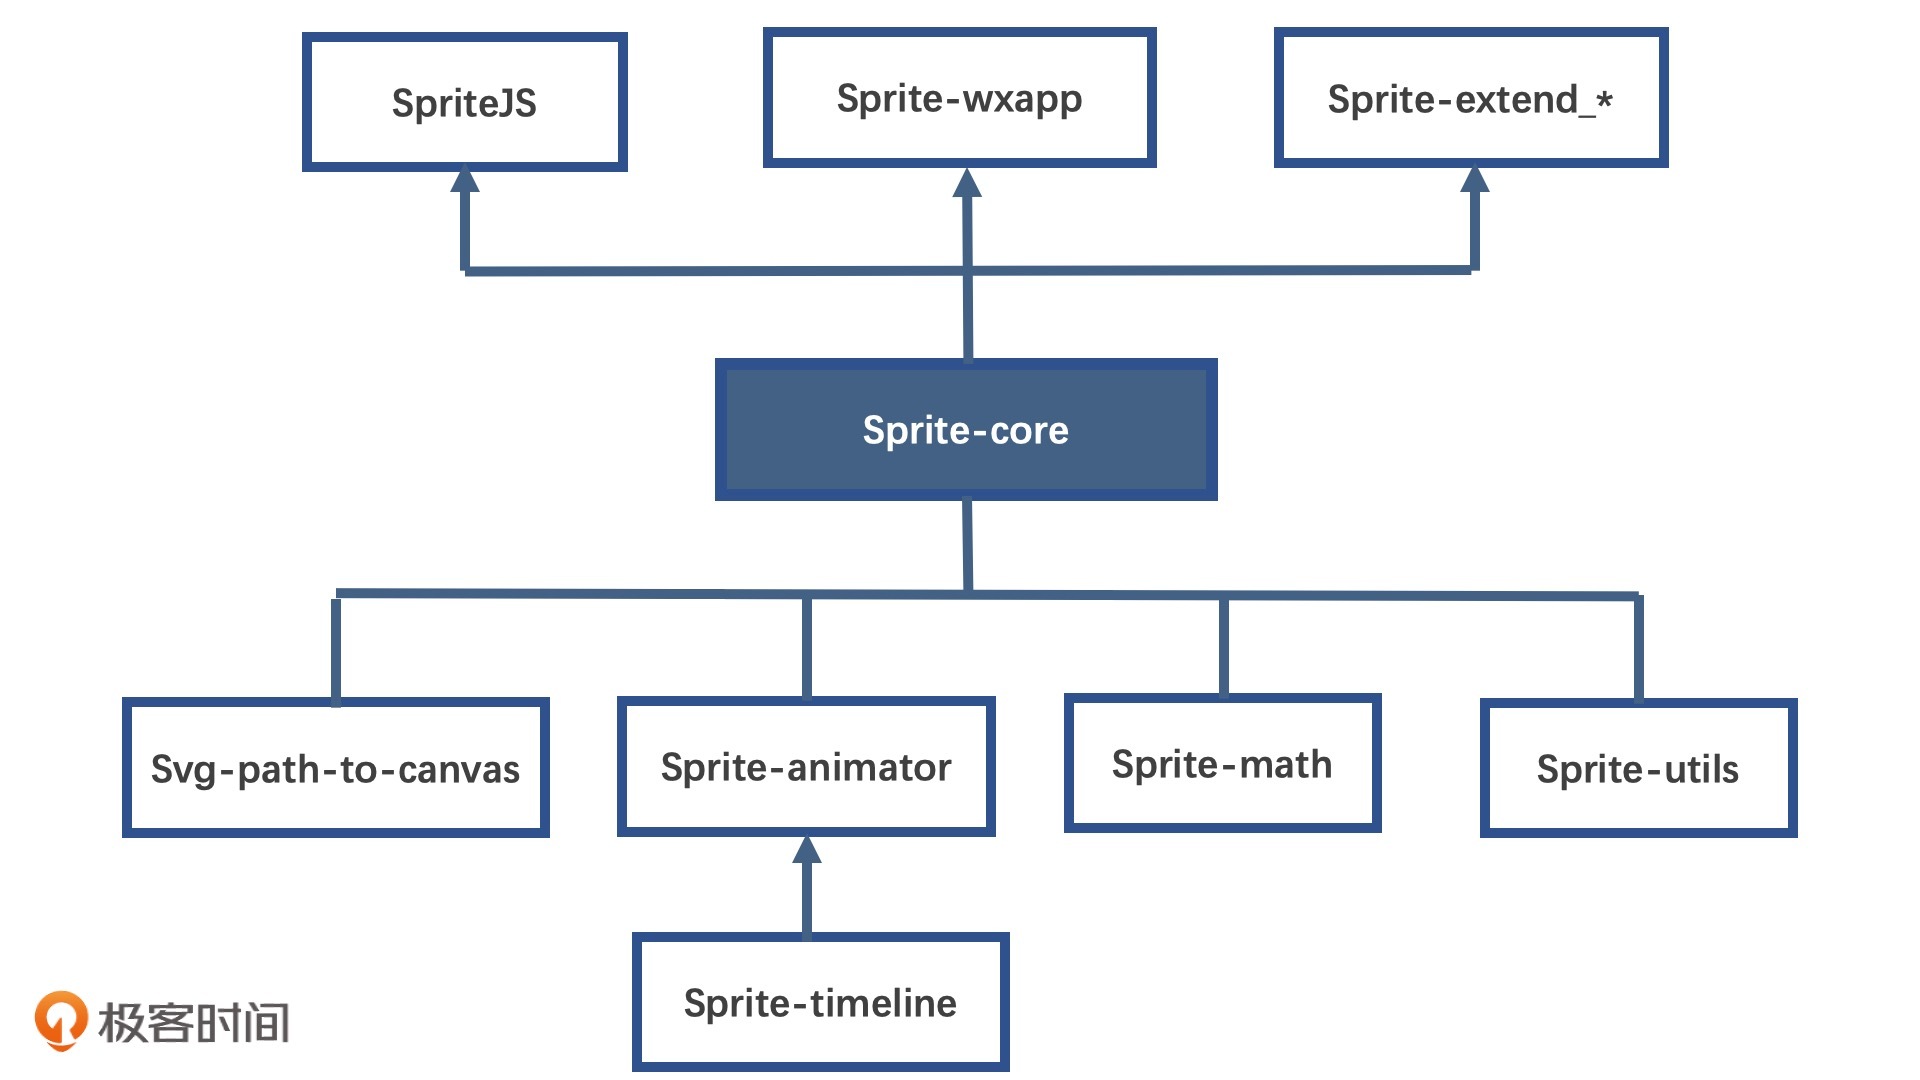 SpriteJS
Sprite-wxapp
Sprite-extend_*
Sprite-core
Svg-path-to-canvas
Sprite-animator
Sprite-math
Sprite-utils
Sprite-timeline
极客时间